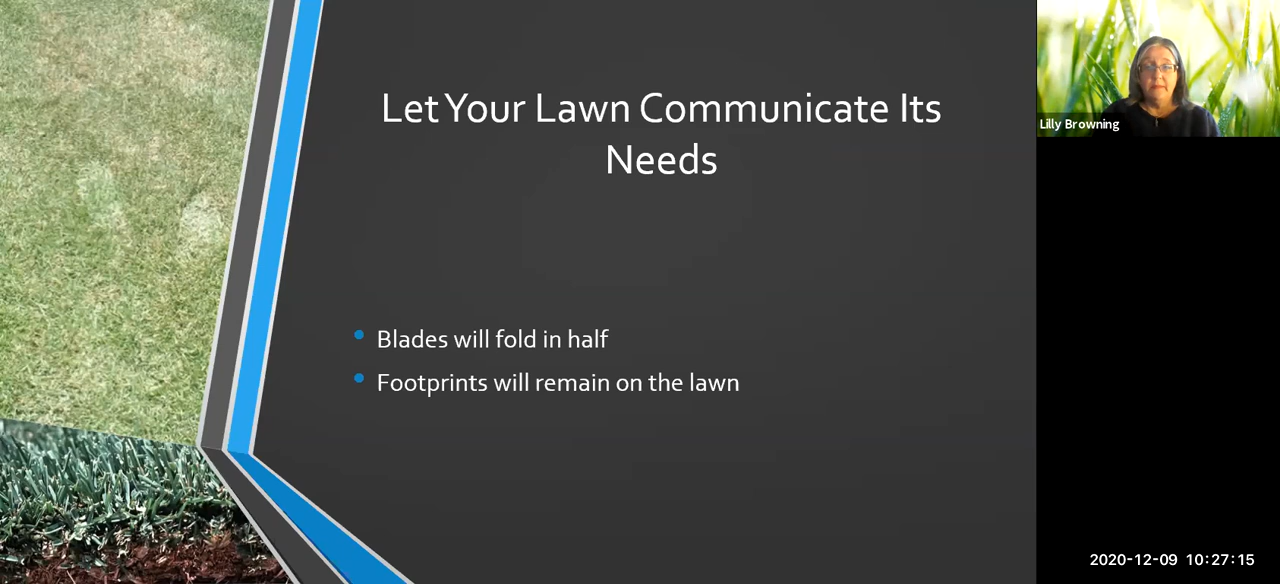 Let Your Lawn Communicate Its
Needs
Blades will fold in half
Footprints will remain on the lawn
Lilly Browning
2020-12-09 10:27:15